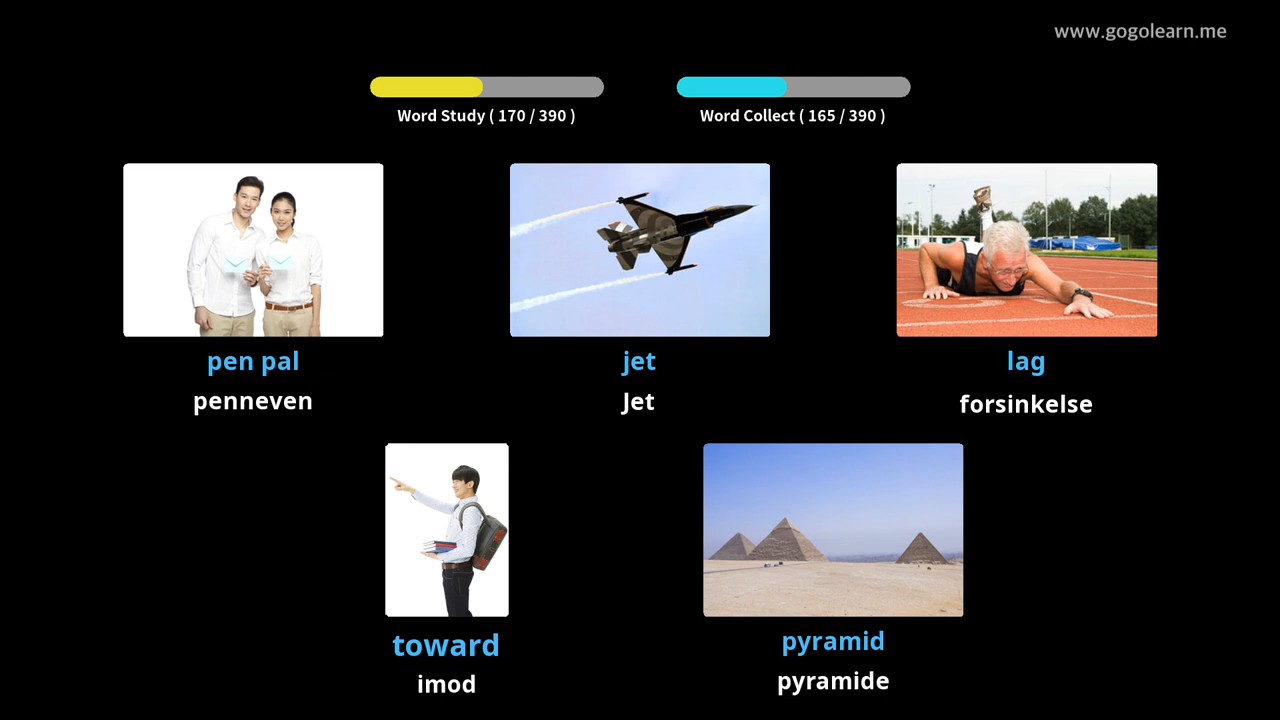 www.gogolearn.me
Word Study ( 170 / 390 )
Word Collect ( 165 / 390 )
pen pal
penneven
jet
Jet
lag
forsinkelse
toward
imod
pyramid
pyramide